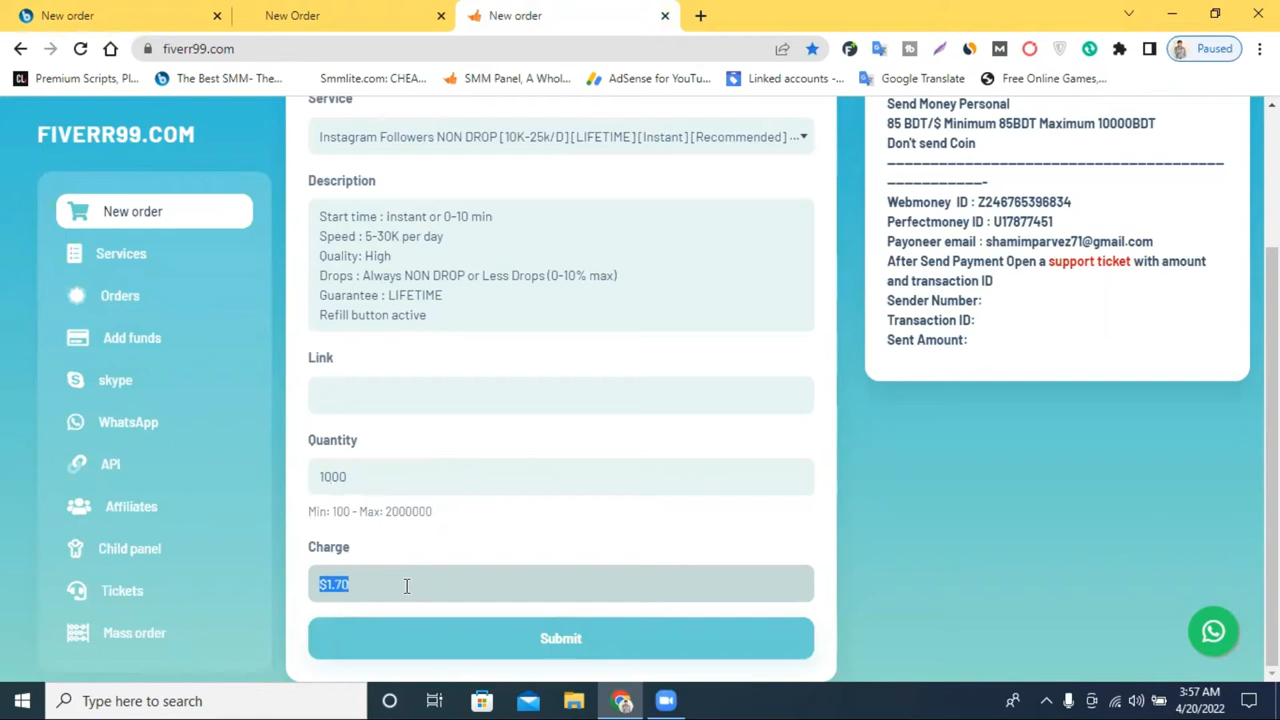 New order
New Order
New order
fiverr99.com
Paused
Premium Scripts, Pl...
The Best SMM- The...
Smmlite.com: CHEA...
SMM Panel, A Whol...
AdSense for YouTu...
Linked accounts -...
Google Translate
Free Online Games,...
FIVERR99.COM
New order
Services
Orders
Add funds
skype
WhatsApp
API
Affiliates
Child panel
Tickets
Mass order
Service
Instagram Followers NON DROP [10K-25k/D][LIFETIME][Instant][Recommended] ...
Description
Start time : instant or 0-10 min
Speed : 5-30K per day
Quality: High
Drops : Always NON DROP or Less Drops (0-10% max)
Guarantee : LIFETIME
Refill button active
Link
Quantity
1000
Min: 100 - Max: 2000000
Charge
$1.70
Submit
Send Money Personal
85 BDT/$ Minimum 85BDT Maximum 10000BDT
Don't send Coin
Webmoney ID : Z246765396834
Perfectmoney ID : U17877451
Payoneer email : shamimparvez71@gmail.com
After Send Payment Open a support ticket with amount
and transaction ID
Sender Number:
Transaction ID:
Sent Amount:
Type here to search
3:57 AM
4/20/2022